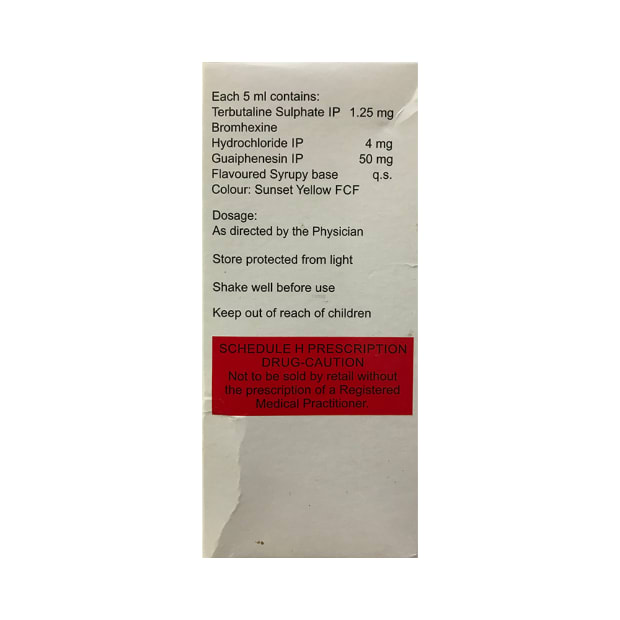 Each 5 ml contains:
Terbutaline Sulphate IP 1.25 mg
Bromhexine
Hydrochloride IP 4 mg
Guaiphenesin IP 50 mg
Flavoured Syrupy base q.s.
Colour: Sunset Yellow FCF
Dosage:
As directed by the Physician
Store protected from light
Shake well before use
Keep out of reach of children
SCHEDULE H PRESCRIPTION
DRUG-CAUTION
Not to be sold by retail without
the prescription of a Registered
Medical Practitioner.